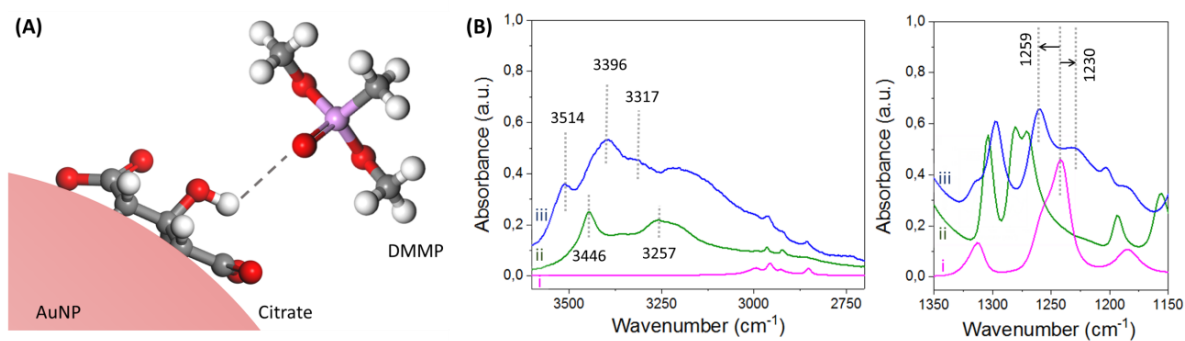 (A)
DMMP
AuNP
Citrate
(B)
Absorbance (a.u.)
1,0
0,8
0,6
0,4
0,2
0,0
3514
3396
3317
3446
3257
iii
ii
i
3500
3250
3000
2750
Wavenumber (cm-1)
Absorbance (a.u.)
1,0
0,8
0,6
0,4
0,2
0,0
1259
1230
iii
ii
i
1350
1300
1250
1200
1150
Wavenumber (cm-1)